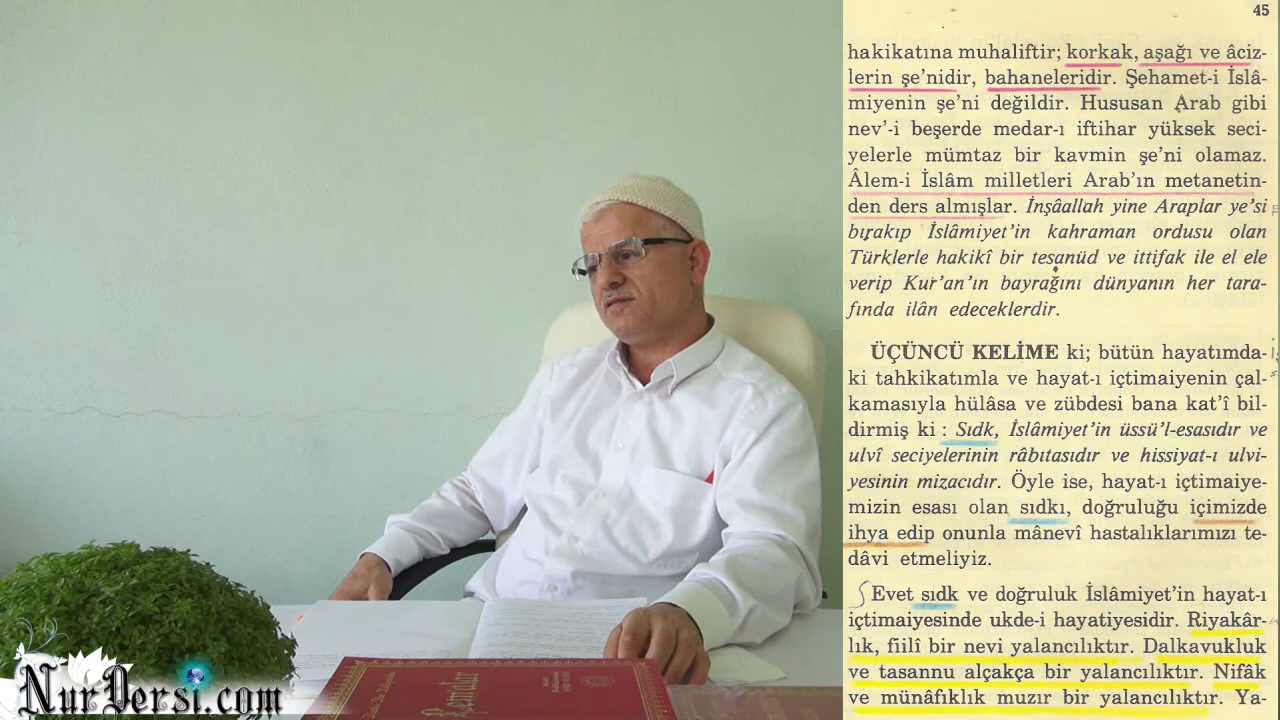 45
hakikatına muhaliftir; korkak, aşağı ve âciz-
lerin şe'nidir, bahaneleridir. Şehamet-i İslâ-
miyenin şe'ni değildir. Hususan Arab gibi
nev'-i beşerde medar-ı iftihar yüksek seci-
yelerle mümtaz bir kavmin şe'ni olamaz.
Âlem-i İslâm milletleri Arab'ın metanetin-
den ders almışlar. İnşâallah yine Araplar ye'si
bırakıp İslâmiyet'in kahraman ordusu olan
Türklerle hakikî bir tesanüd ve ittifak ile el ele
verip Kur'an'ın bayrağını dünyanın her tara-
fında ilân edeceklerdir.
ÜÇÜNCÜ KELİME ki; bütün hayatımda-
ki tahkikatımla ve hayat-ı içtimaiyenin çal-
kamasıyla hülâsa ve zübdesi bana kat'î bil-
dirmiş ki : Sıdk, İslâmiyet'in üssü'l-esasıdır ve
ulvî seciyelerinin râbıtasıdır ve hissiyat-ı ulvi-
yesinin mizacıdır. Öyle ise, hayat-ı içtimaiye-
mizin esası olan sıdkı, doğruluğu içimizde
ihya edip onunla mânevî hastalıklarımızı te-
dâvi etmeliyiz.
Evet sıdk ve doğruluk İslâmiyet'in hayat-ı
içtimaiyesinde ukde-i hayatiyesidir. Riyakâr-
lık, fiilî bir nevi yalancılıktır. Dalkavukluk
ve tasannu alçakça bir yalancılıktır. Nifâk
ve münâfıklık muzır bir yalancılıktır. Ya-
NurDersi.com